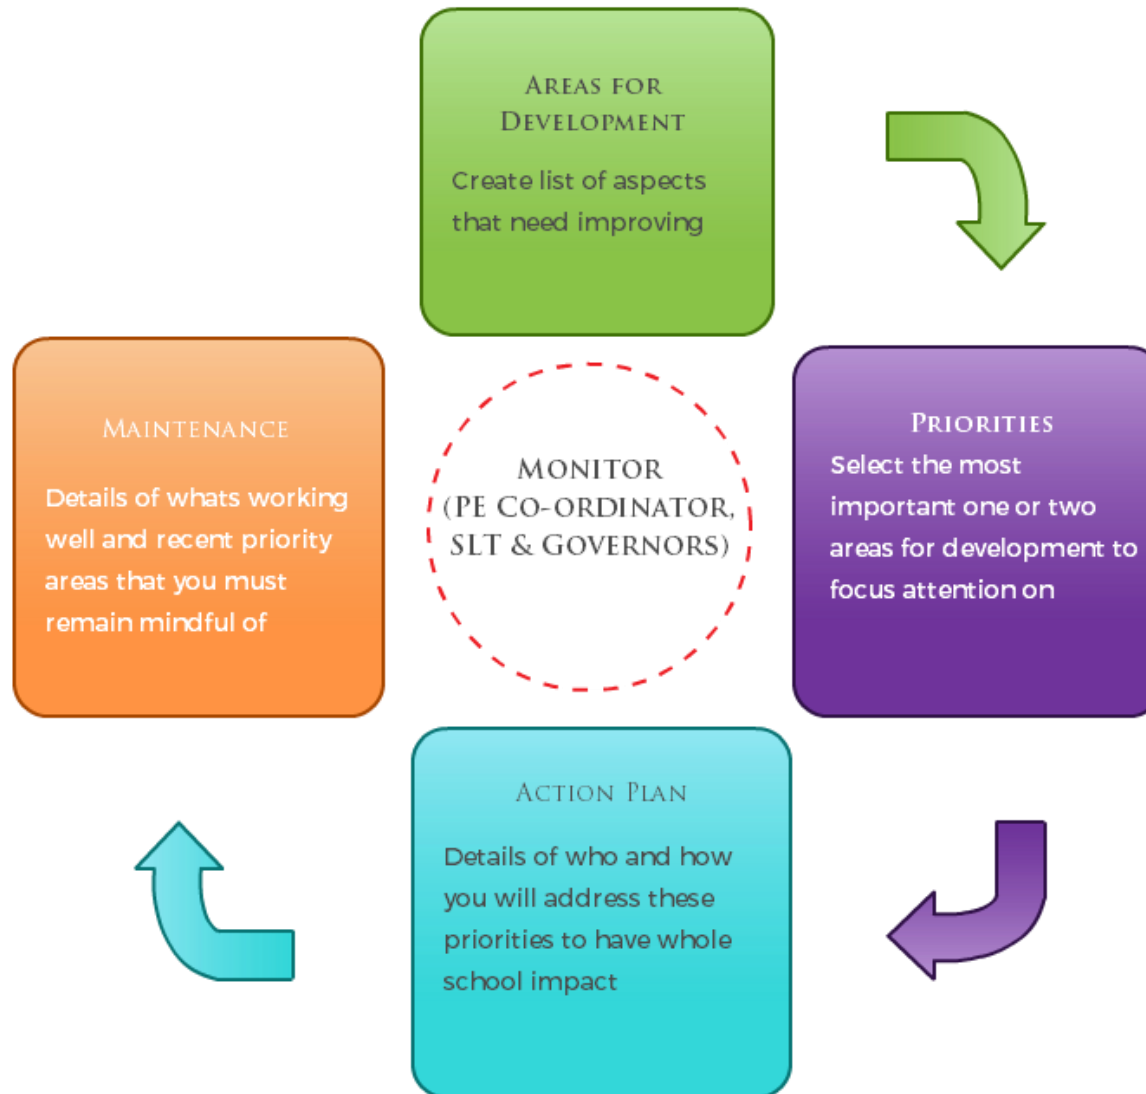 AREAS FOR
DEVELOPMENT
Create list of aspects
that need improving
PRIORITIES
Select the most
important one or two
areas for development to
focus attention on
ACTION PLAN
Details of who and how
you will address these
priorities to have whole
school impact
MAINTENANCE
Details of whats working
well and recent priority
areas that you must
remain mindful of
MONITOR
(PE CO-ORDINATOR,
SLT & GOVERNORS)